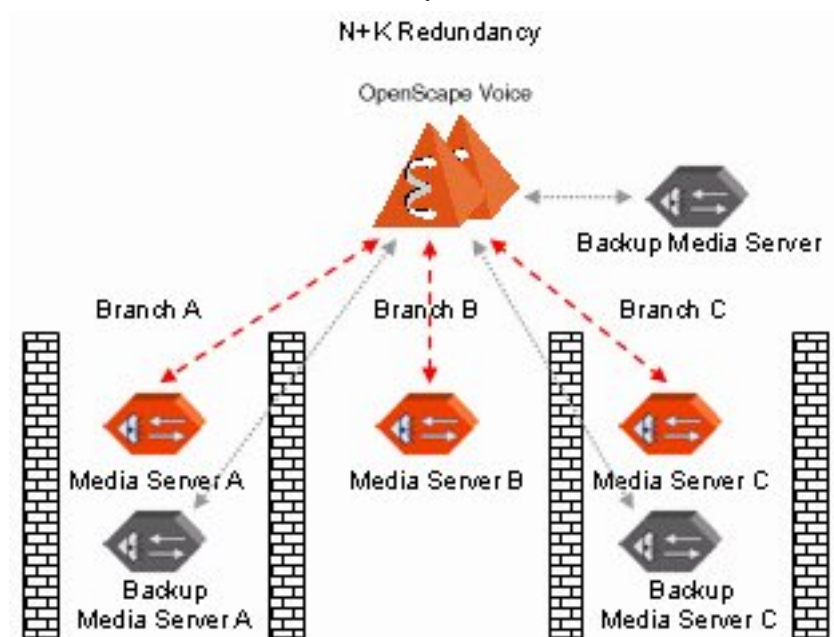 N+K Redundancy
OpenScape Voice
Backup Media Server
Branch A
Branch B
Branch C
Media Server A
Media Server B
Media Server C
Backup
Media Server A
Backup
Media Server C